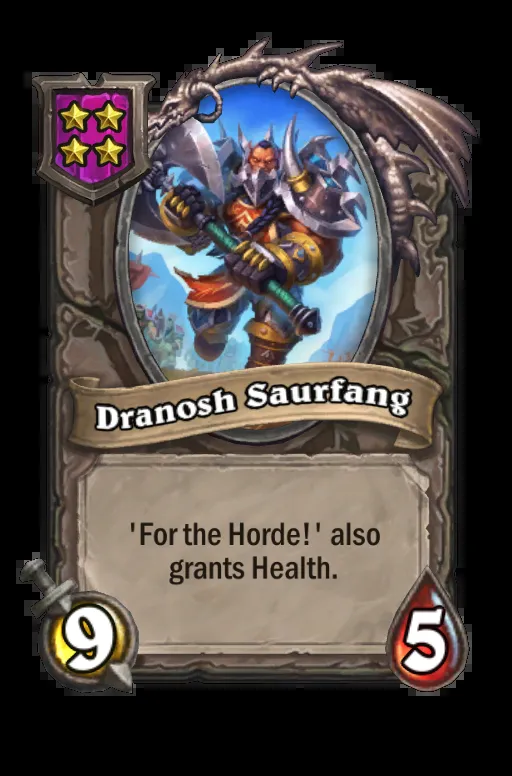 Dranosh Saurfang
'For the Horde!' also
grants Health.
9
5